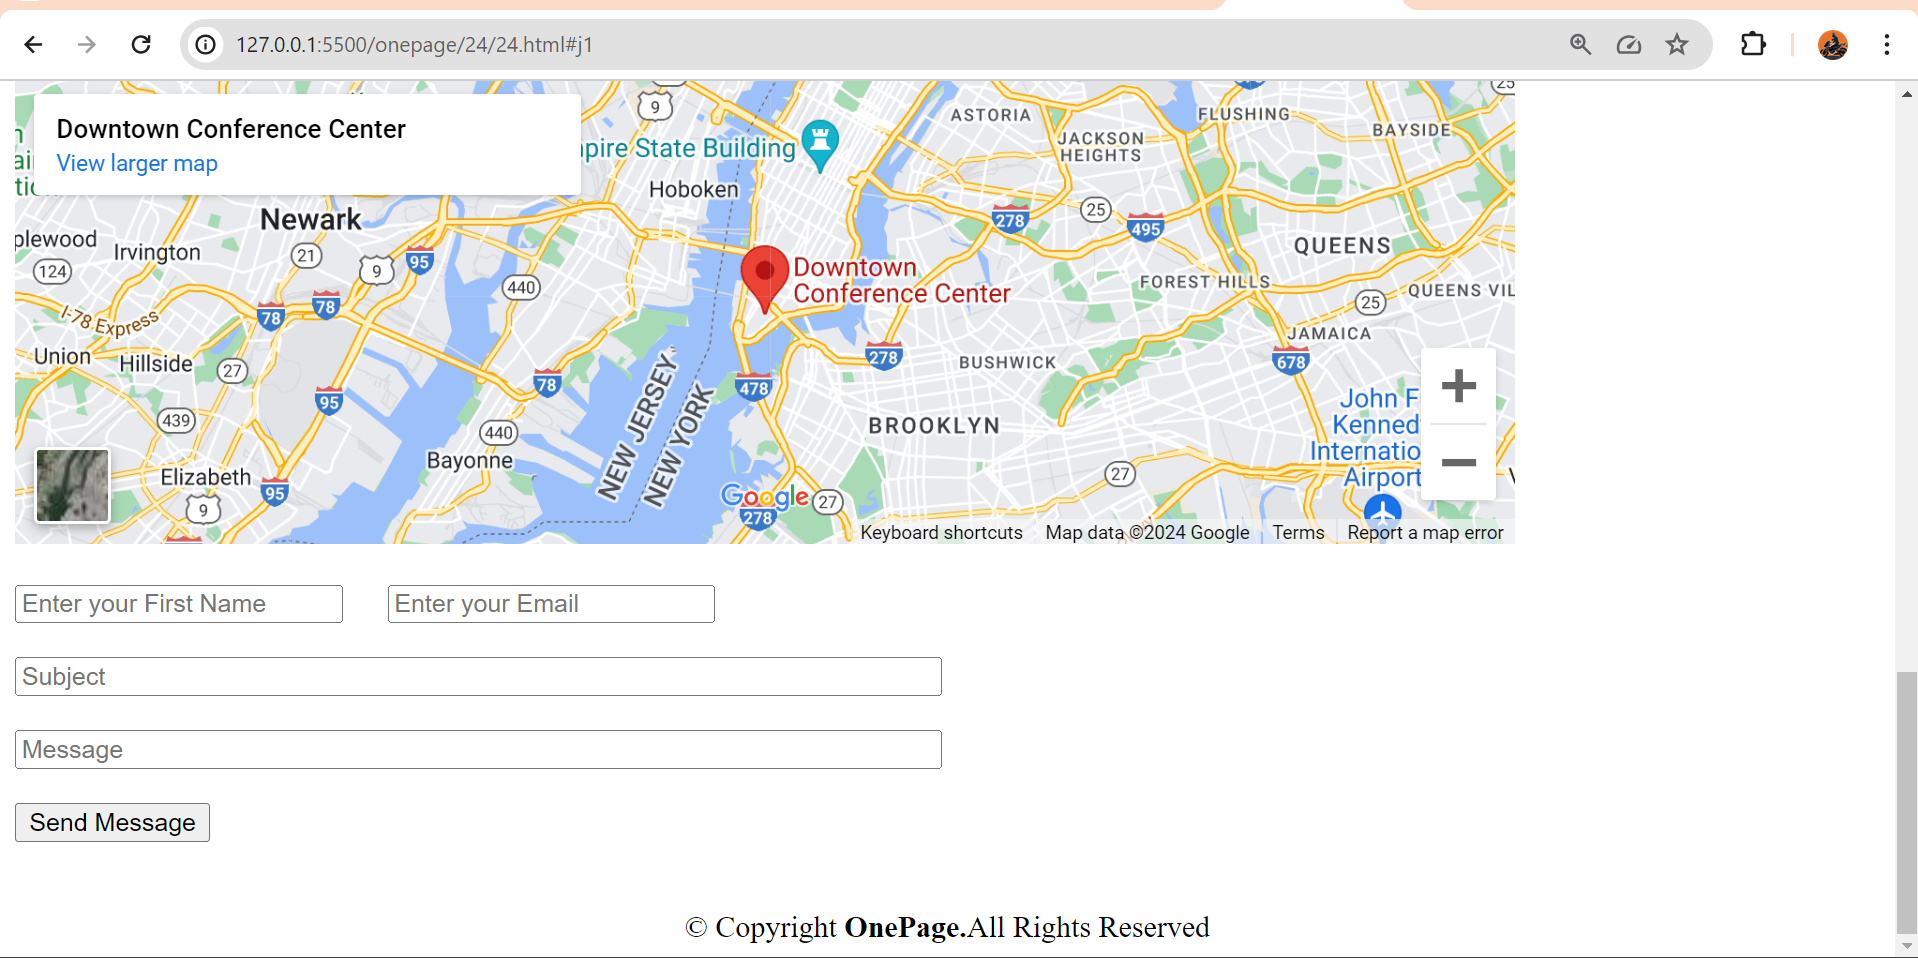 127.0.0.1:5500/onepage/24/24.html#j1
Downtown Conference Center
View larger map
pire State Building
9
ASTORIA
JACKSON
HEIGHTS
FLUSHING
BAYSIDE
25
Hoboken
Newark
plewood
Irvington
124
21
9
95
440
278
25
495
QUEENS
Downtown
Conference Center
FOREST HILLS
25
QUEENS VIL
I-78 Express
78
78
JAMAICA
Union
Hillside
27
278
BUSHWICK
678
95
78
478
NEW JERSEY
NEW YORK
439
440
BROOKLYN
John F
Kenned
Internatio
Airport
Bayonne
Elizabeth
95
9
27
Google
27
278
Keyboard shortcuts
Map data ©2024 Google
Terms
Report a map error
Enter your First Name
Enter your Email
Subject
Message
Send Message
© Copyright OnePage.All Rights Reserved